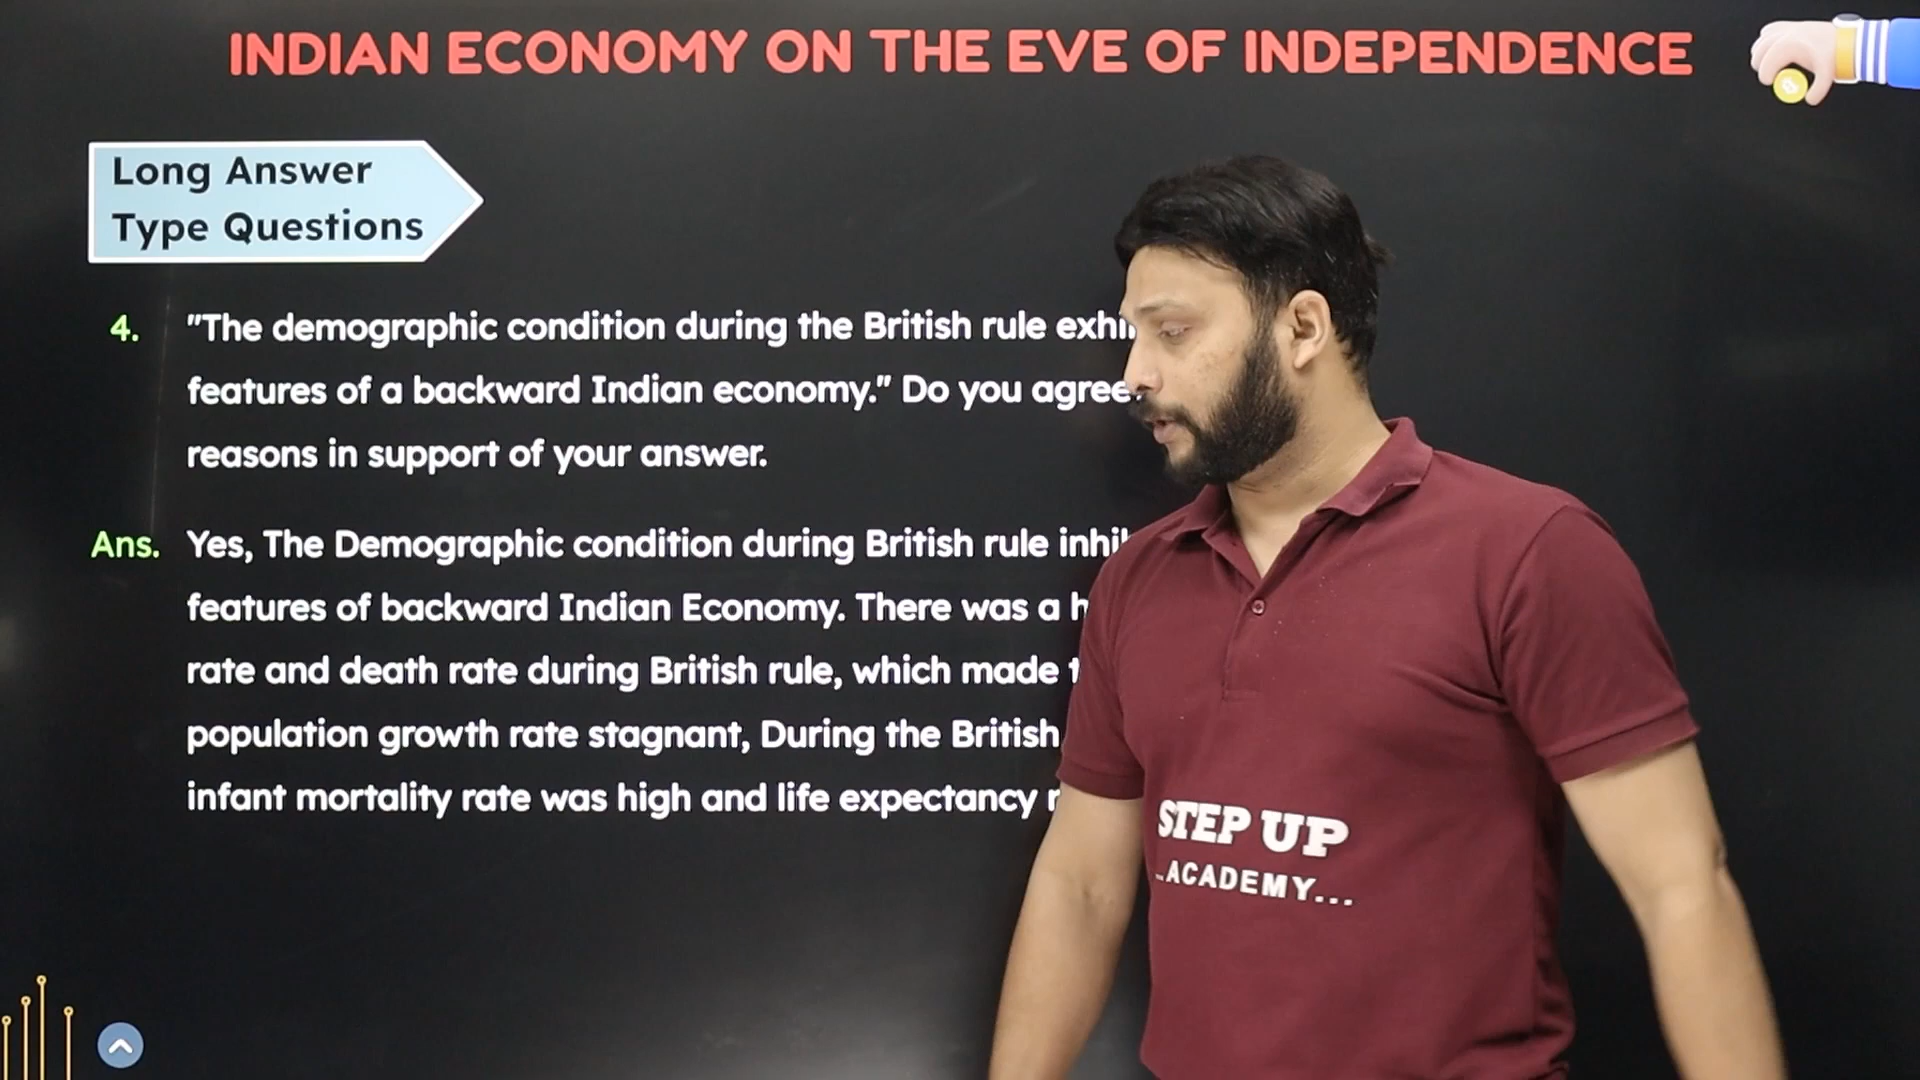 INDIAN ECONOMY ON THE EVE OF INDEPENDENCE
Long Answer
Type Questions
4. "The demographic condition during the British rule
features of a backward Indian economy." Do you agree
reasons in support of your answer.
Ans. Yes, The Demographic condition during British rule
features of backward Indian Economy. There was a
rate and death rate during British rule, which made
population growth rate stagnant, During the British
infant mortality rate was high and life expectancy
STEP UP
..ACADEMY...